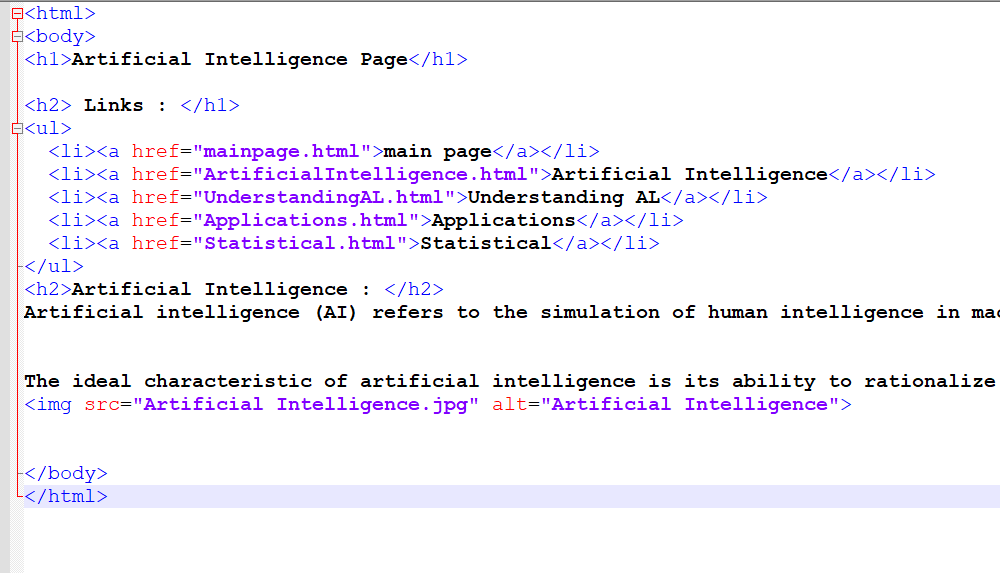 <html>
<body>
<h1>Artificial Intelligence Page</h1>
<h2> Links : </h1>
<ul>
<li><a href="mainpage.html">main page</a></li>
<li><a href="ArtificialIntelligence.html">Artificial Intelligence</a></li>
<li><a href="UnderstandingAL.html">Understanding AL</a></li>
<li><a href="Applications.html">Applications</a></li>
<li><a href="Statistical.html">Statistical</a></li>
</ul>
<h2>Artificial Intelligence : </h2>
Artificial intelligence (AI) refers to the simulation of human intelligence in
The ideal characteristic of artificial intelligence is its ability to rationalize
<img src="Artificial Intelligence.jpg" alt="Artificial Intelligence">
</body>
</html>